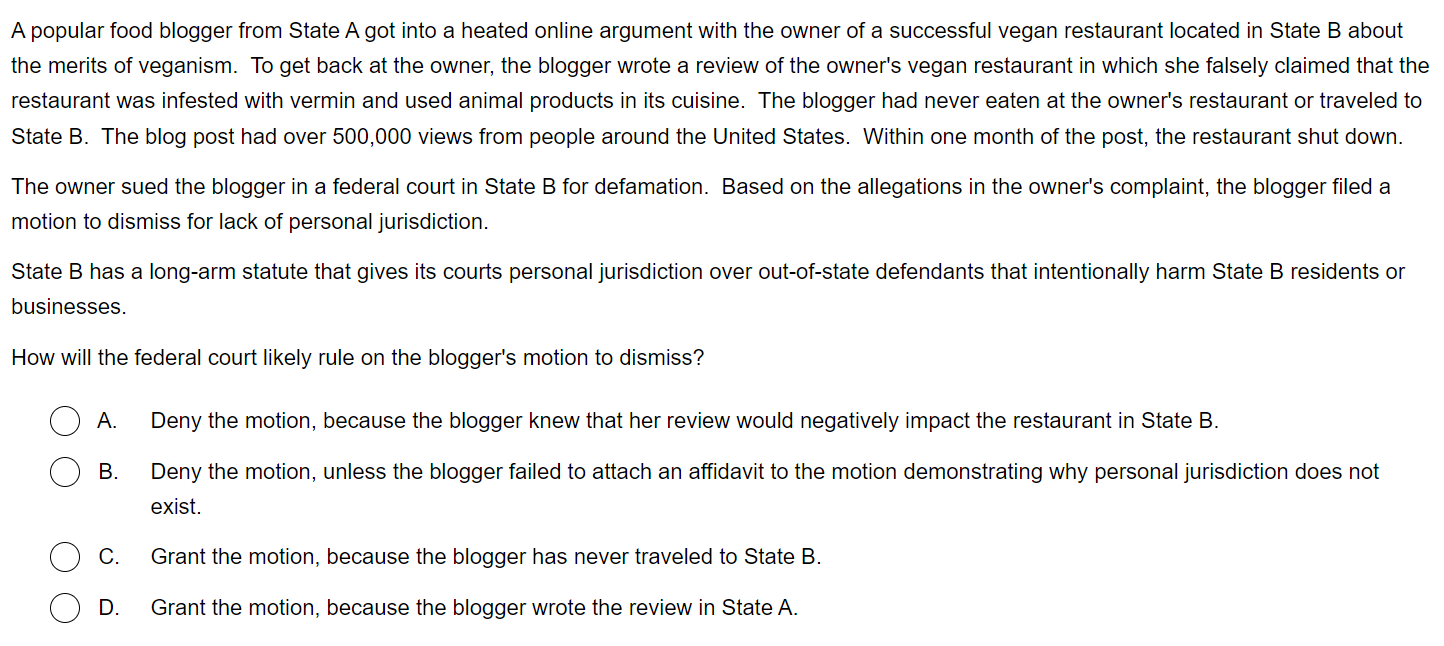 A popular food blogger from State A got into a heated online argument with the owner of a successful vegan restaurant located in State B about
the merits of veganism.  To get back at the owner, the blogger wrote a review of the owner's vegan restaurant in which she falsely claimed that the
restaurant was infested with vermin and used animal products in its cuisine.  The blogger had never eaten at the owner's restaurant or traveled to
State B.  The blog post had over 500,000 views from people around the United States.  Within one month of the post, the restaurant shut down.
The owner sued the blogger in a federal court in State B for defamation.  Based on the allegations in the owner's complaint, the blogger filed a
motion to dismiss for lack of personal jurisdiction.
State B has a long-arm statute that gives its courts personal jurisdiction over out-of-state defendants that intentionally harm State B residents or
businesses.
How will the federal court likely rule on the blogger's motion to dismiss?
A. Deny the motion, because the blogger knew that her review would negatively impact the restaurant in State B.
B. Deny the motion, unless the blogger failed to attach an affidavit to the motion demonstrating why personal jurisdiction does not
exist.
C. Grant the motion, because the blogger has never traveled to State B.
D. Grant the motion, because the blogger wrote the review in State A.